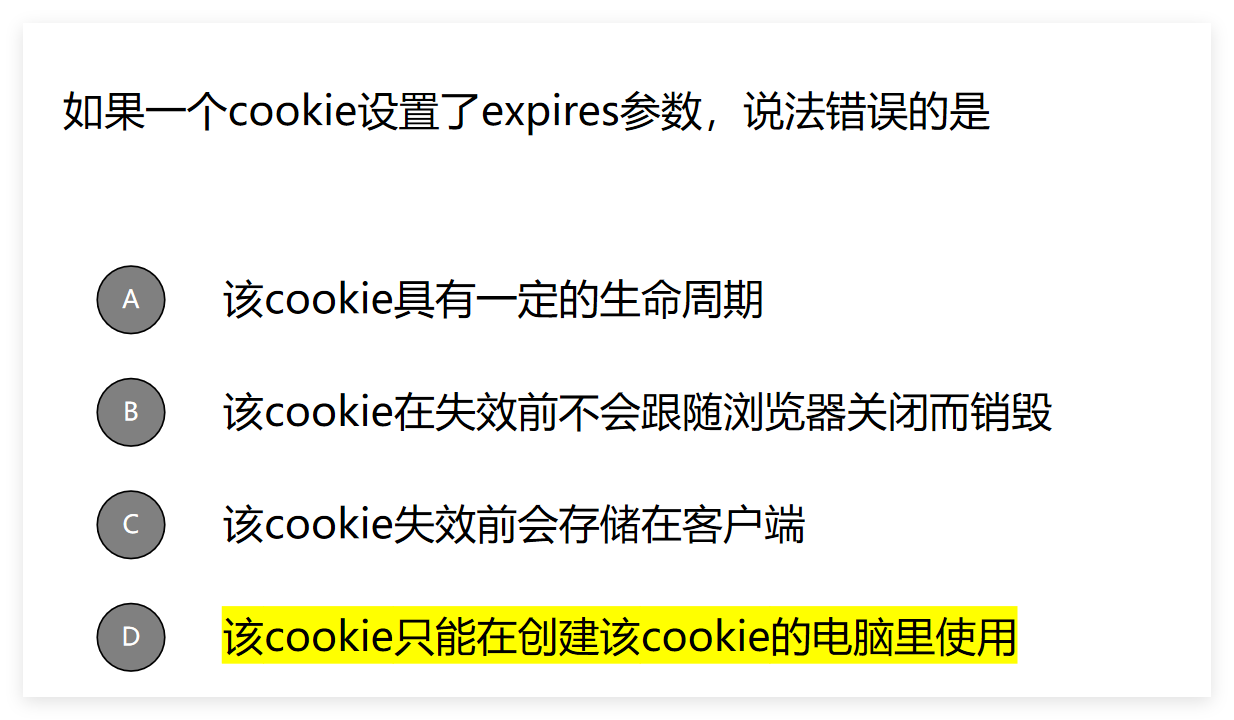 如果一个cookie设置了expires参数，说法错误的是
A 该cookie具有一定的生命周期
B 该cookie在失效前不会跟随浏览器关闭而销毁
C 该cookie失效前会存储在客户端
D 该cookie只能在创建该cookie的电脑里使用